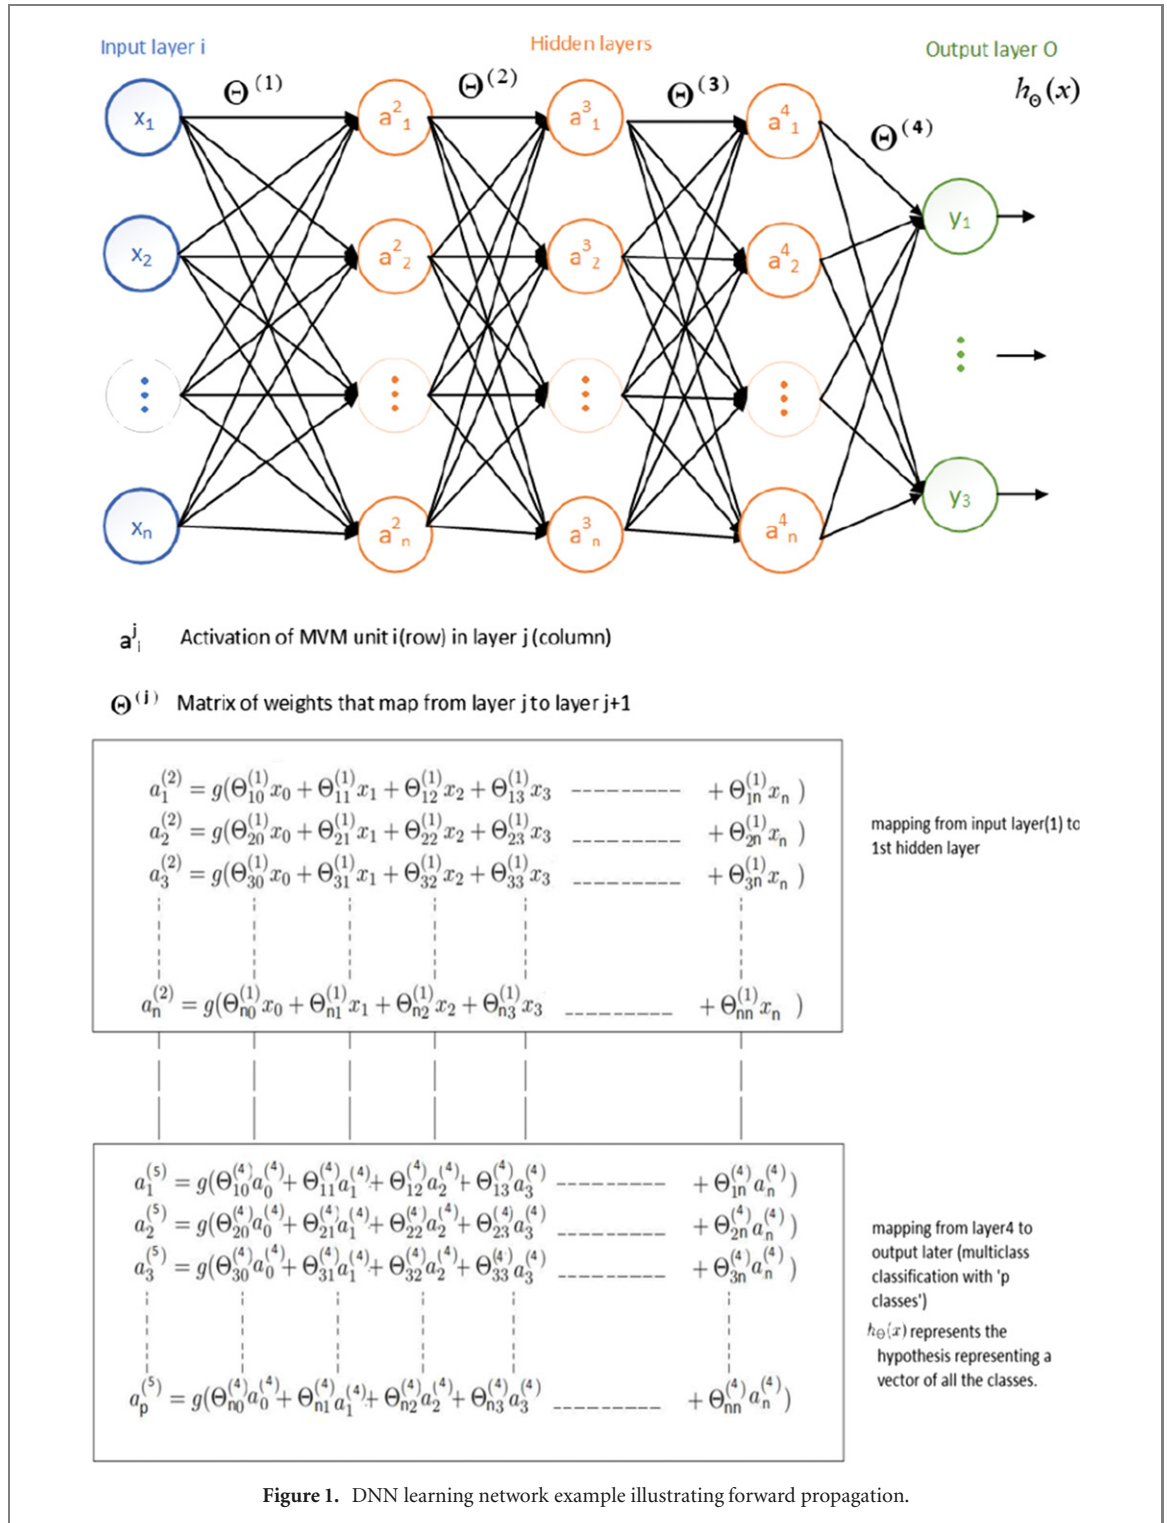 Input layer i
Hidden layers
Output layer O
Θ⁽¹⁾ Θ⁽²⁾ Θ⁽³⁾ Θ⁽⁴⁾ h_Θ(x)
x₁ a²₁ a³₁ a⁴₁
y₁
x₂ a²₂ a³₂ a⁴₂
⋮ ⋮ ⋮ ⋮ ⋮
y₃
xₙ a²ₙ a³ₙ a⁴ₙ
aʲᵢ Activation of MVM unit i(row) in layer j (column)
Θ⁽ʲ⁾ Matrix of weights that map from layer j to layer j+1
a₁⁽²⁾ = g(Θ₁₀⁽¹⁾x₀ + Θ₁₁⁽¹⁾x₁ + Θ₁₂⁽¹⁾x₂ + Θ₁₃⁽¹⁾x₃ --------- + Θ₁ₙ⁽¹⁾xₙ )
a₂⁽²⁾ = g(Θ₂₀⁽¹⁾x₀ + Θ₂₁⁽¹⁾x₁ + Θ₂₂⁽¹⁾x₂ + Θ₂₃⁽¹⁾x₃ --------- + Θ₂ₙ⁽¹⁾xₙ )
a₃⁽²⁾ = g(Θ₃₀⁽¹⁾x₀ + Θ₃₁⁽¹⁾x₁ + Θ₃₂⁽¹⁾x₂ + Θ₃₃⁽¹⁾x₃ --------- + Θ₃ₙ⁽¹⁾xₙ )
aₙ⁽²⁾ = g(Θₙ₀⁽¹⁾x₀ + Θₙ₁⁽¹⁾x₁ + Θₙ₂⁽¹⁾x₂ + Θₙ₃⁽¹⁾x₃ --------- + Θₙₙ⁽¹⁾xₙ )
mapping from input layer(1) to
1st hidden layer
a₁⁽⁵⁾ = g(Θ₁₀⁽⁴⁾a₀⁽⁴⁾+ Θ₁₁⁽⁴⁾a₁⁽⁴⁾+ Θ₁₂⁽⁴⁾a₂⁽⁴⁾+ Θ₁₃⁽⁴⁾a₃⁽⁴⁾ --------- + Θ₁ₙ⁽⁴⁾aₙ⁽⁴⁾)
a₂⁽⁵⁾ = g(Θ₂₀⁽⁴⁾a₀⁽⁴⁾+ Θ₂₁⁽⁴⁾a₁⁽⁴⁾+ Θ₂₂⁽⁴⁾a₂⁽⁴⁾+ Θ₂₃⁽⁴⁾a₃⁽⁴⁾ --------- + Θ₂ₙ⁽⁴⁾aₙ⁽⁴⁾)
a₃⁽⁵⁾ = g(Θ₃₀⁽⁴⁾a₀⁽⁴⁾+ Θ₃₁⁽⁴⁾a₁⁽⁴⁾+ Θ₃₂⁽⁴⁾a₂⁽⁴⁾+ Θ₃₃⁽⁴⁾a₃⁽⁴⁾ --------- + Θ₃ₙ⁽⁴⁾aₙ⁽⁴⁾)
aₚ⁽⁵⁾ = g(Θₙ₀⁽⁴⁾a₀⁽⁴⁾+ Θₙ₁⁽⁴⁾a₁⁽⁴⁾+ Θₙ₂⁽⁴⁾a₂⁽⁴⁾+ Θₙ₃⁽⁴⁾a₃⁽⁴⁾ --------- + Θₙₙ⁽⁴⁾aₙ⁽⁴⁾)
mapping from layer4 to
output later (multiclass
classification with 'p
classes')
h_Θ(x) represents the
hypothesis representing a
vector of all the classes.
Figure 1. DNN learning network example illustrating forward propagation.